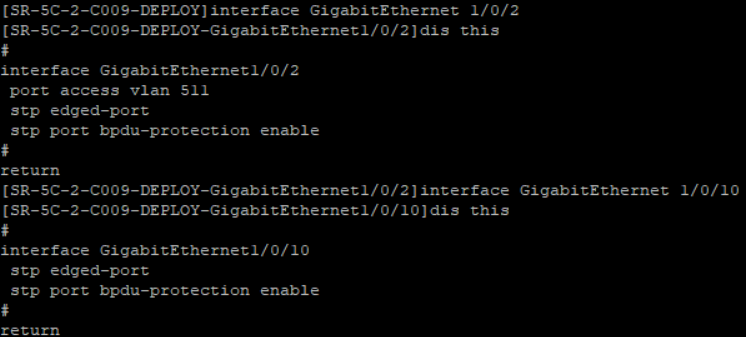 [SR-5C-2-C009-DEPLOY]interface GigabitEthernet 1/0/2
[SR-5C-2-C009-DEPLOY-GigabitEthernet1/0/2]dis this
#
interface GigabitEthernet1/0/2
 port access vlan 511
 stp edged-port
 stp port bpdu-protection enable
#
return
[SR-5C-2-C009-DEPLOY-GigabitEthernet1/0/2]interface GigabitEthernet 1/0/10
[SR-5C-2-C009-DEPLOY-GigabitEthernet1/0/10]dis this
#
interface GigabitEthernet1/0/10
 stp edged-port
 stp port bpdu-protection enable
#
return